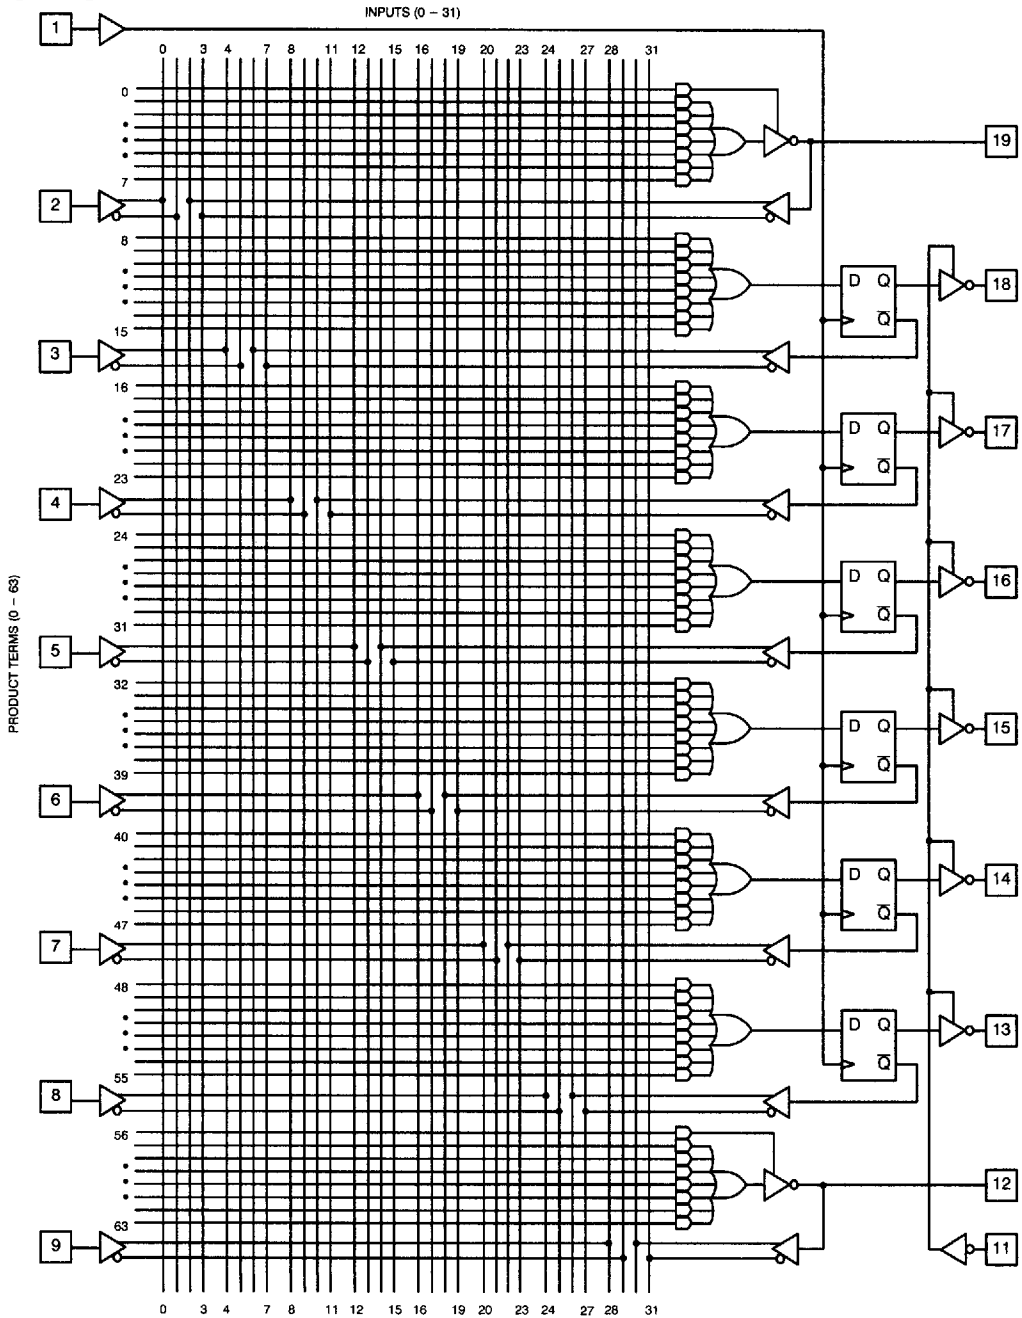 INPUTS (0 – 31)
1
0 3 4 7 8 11 12 15 16 19 20 23 24 27 28 31
0
19
7
2
8
D Q
18
15
Q̅
3
16
D Q
17
23
Q̅
4
24
D Q
16
31
Q̅
5
PRODUCT TERMS (0 – 63)
32
D Q
15
39
Q̅
6
40
D Q
14
47
Q̅
7
48
D Q
13
55
Q̅
8
56
12
63
9
11
0 3 4 7 8 11 12 15 16 19 20 23 24 27 28 31